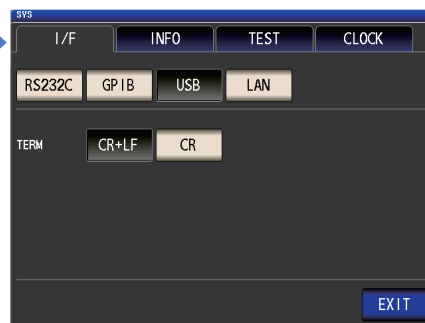 SYS
I/F INFO TEST CLOCK
RS232C GPIB USB LAN
TERM CR+LF CR
EXIT